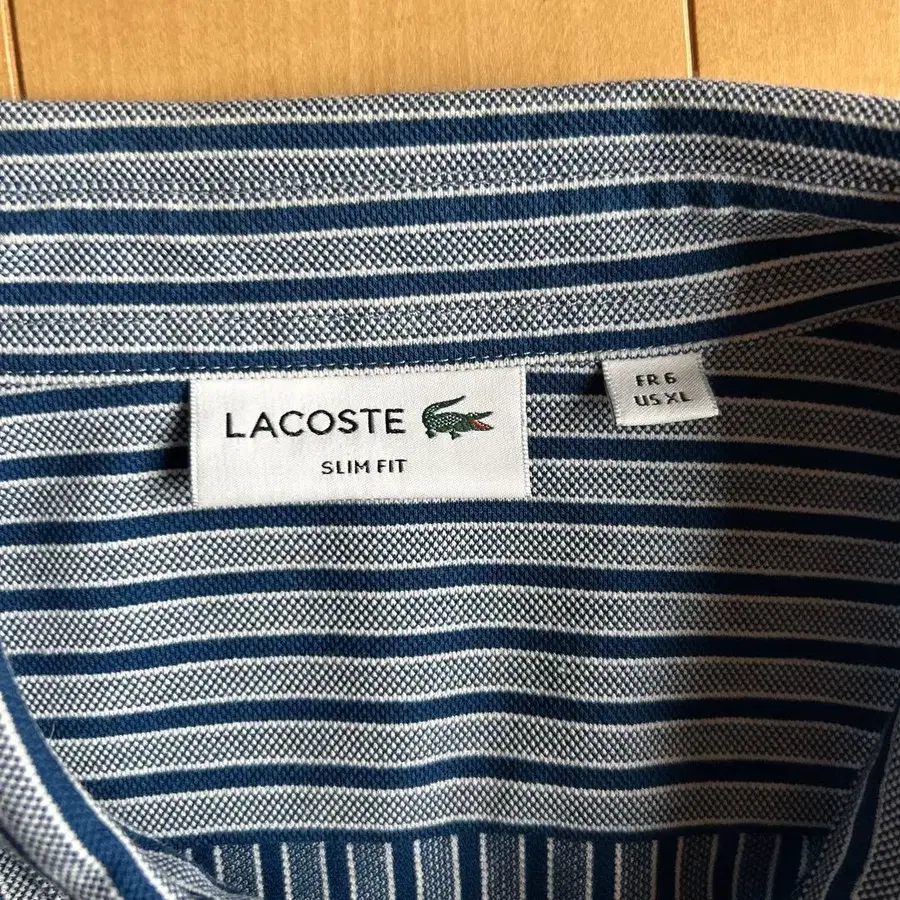 LACOSTE
SLIM FIT
FR 6
US XL